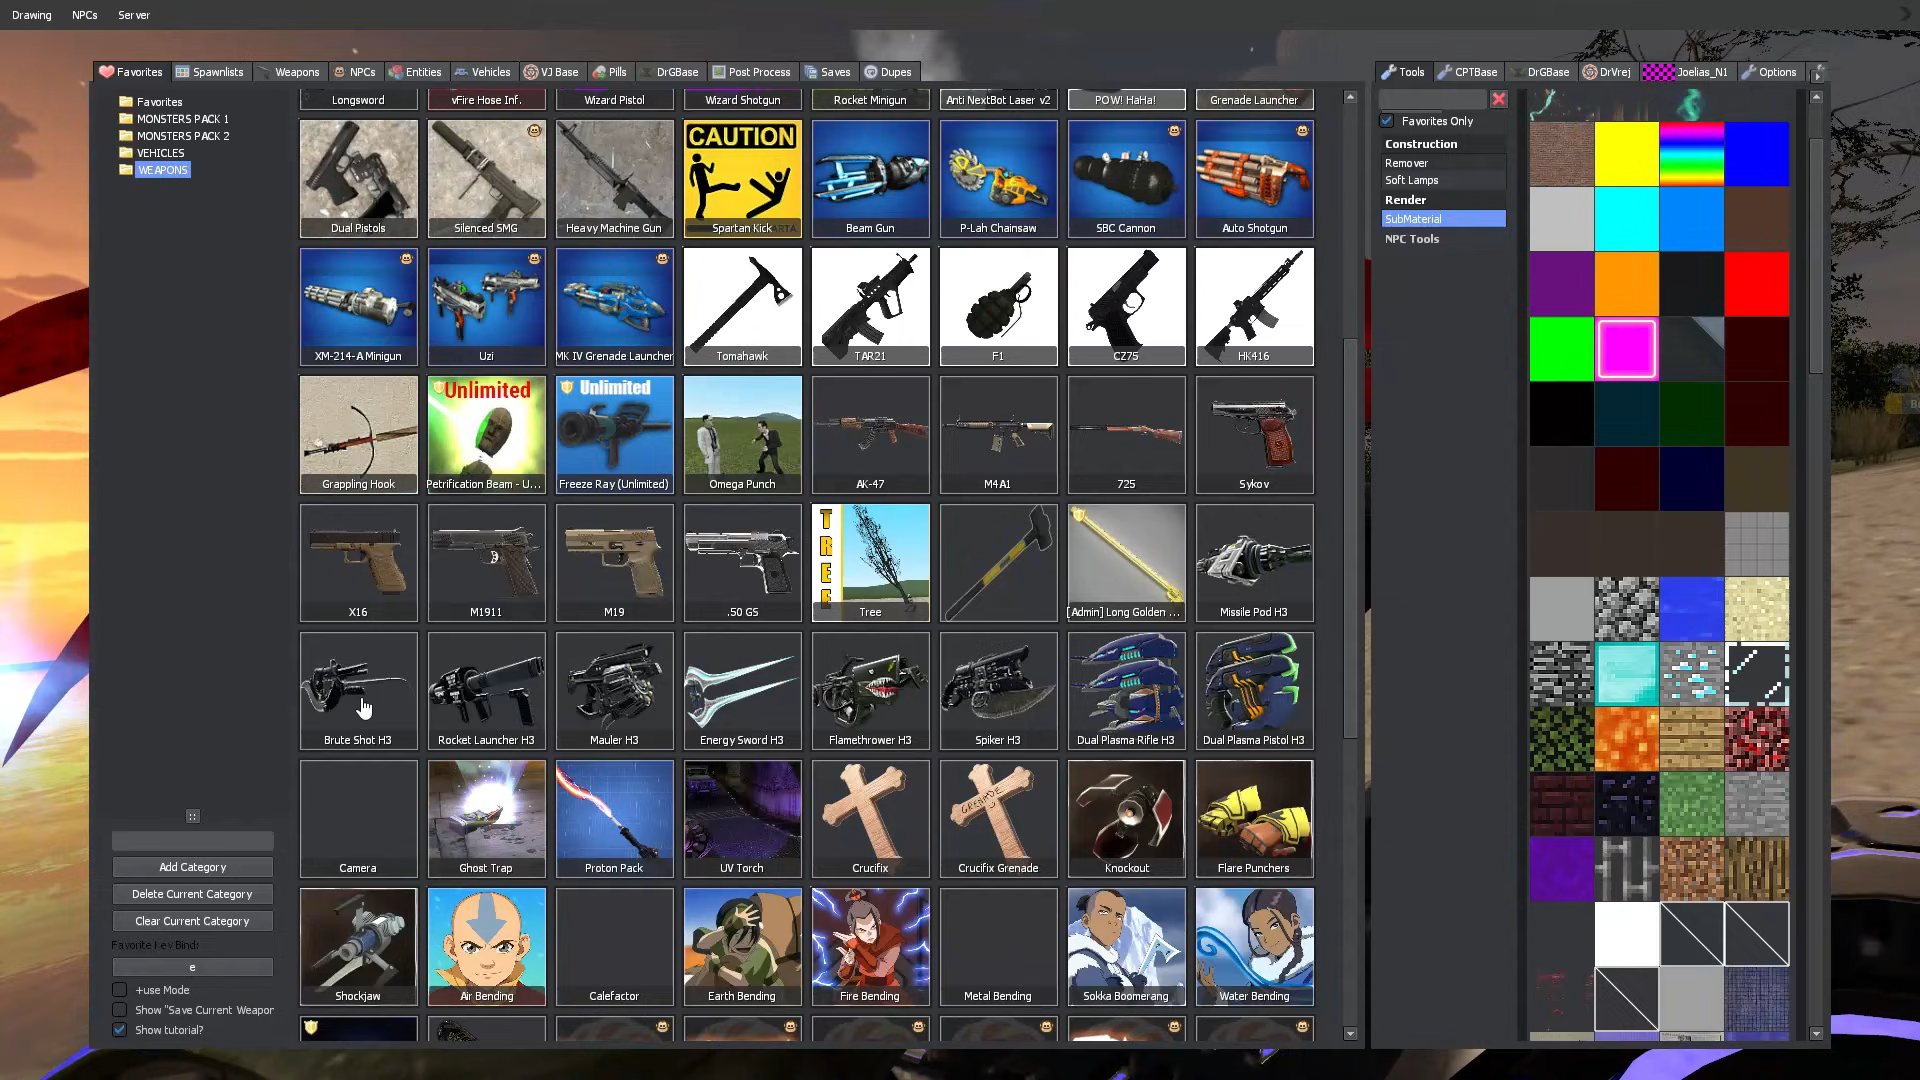 Drawing NPCs Server
Favorites Spawnlists Weapons NPCs Entities Vehicles VJ Base Pills DrGBase Post Process Saves Dupes
Tools CPTBase DrGBase DrVrej Joelias_N1 Options
Favorites
MONSTERS PACK 1
MONSTERS PACK 2
VEHICLES
WEAPONS
Longsword vFire Hose Inf. Wizard Pistol Wizard Shotgun Rocket Minigun Anti NextBot Laser v2 POW! HaHa! Grenade Launcher
CAUTION
Dual Pistols Silenced SMG Heavy Machine Gun Spartan Kick Beam Gun P-Lah Chainsaw SBC Cannon Auto Shotgun
XM-214-A Minigun Uzi MK IV Grenade Launcher Tomahawk TAR21 F1 CZ75 HK416
Unlimited Unlimited
Grappling Hook Petrification Beam - U... Freeze Ray (Unlimited) Omega Punch AK-47 M4A1 725 Sykov
TREE
X16 M1911 M19 .50 GS Tree [Admin] Long Golden ... Missile Pod H3
Brute Shot H3 Rocket Launcher H3 Mauler H3 Energy Sword H3 Flamethrower H3 Spiker H3 Dual Plasma Rifle H3 Dual Plasma Pistol H3
GRENADE
Camera Ghost Trap Proton Pack UV Torch Crucifix Crucifix Grenade Knockout Flare Punchers
Shockjaw Air Bending Calefactor Earth Bending Fire Bending Metal Bending Sokka Boomerang Water Bending
Add Category
Delete Current Category
Clear Current Category
Favorite Key Bind:
e
+use Mode
Show "Save Current Weapor
Show tutorial?
Favorites Only
Construction
Remover
Soft Lamps
Render
SubMaterial
NPC Tools